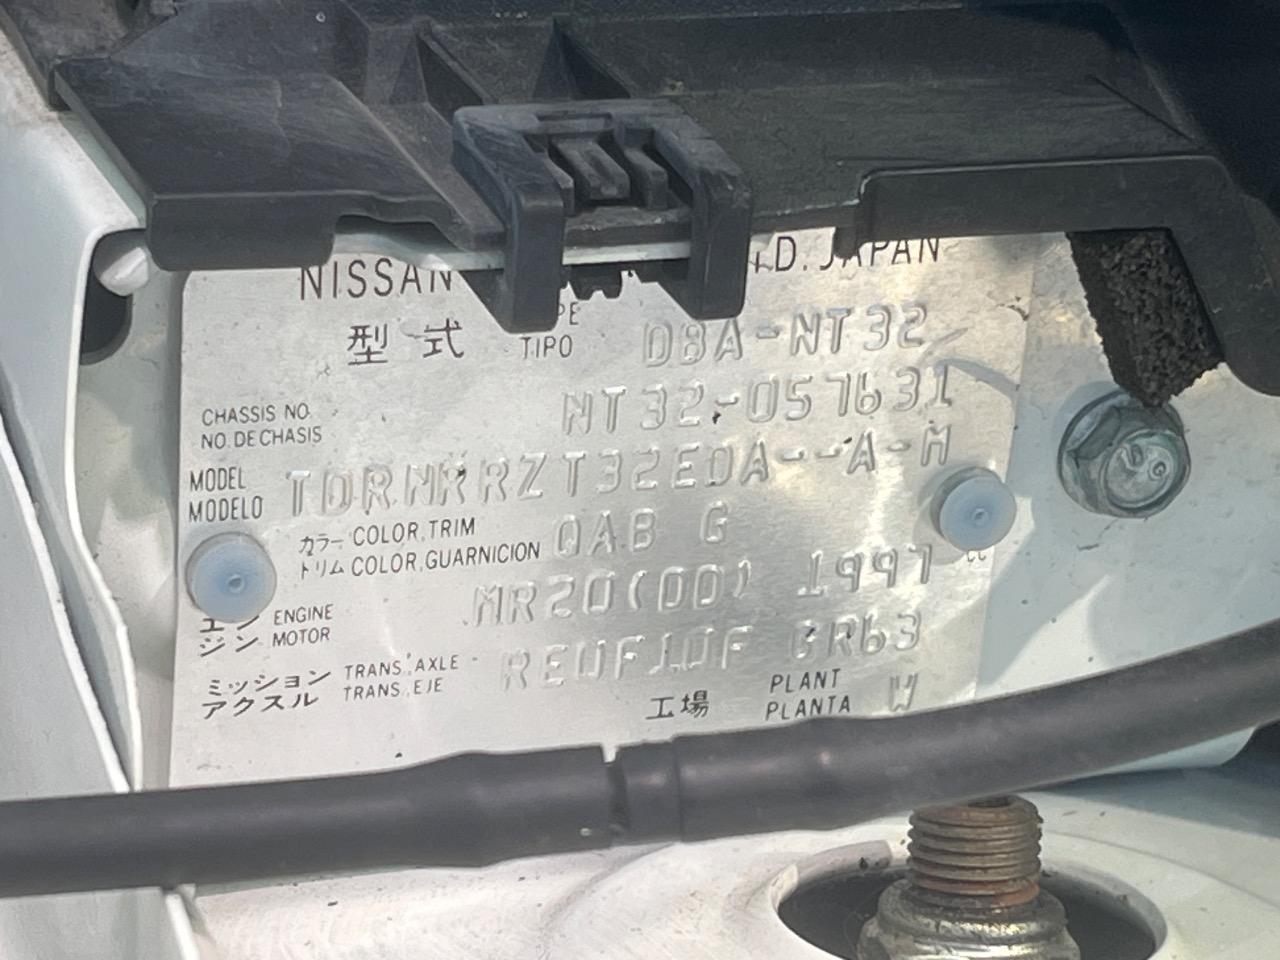 NISSAN TD. JAPAN
型式 TIPO DBA-NT32
CHASSIS NO.
NO. DE CHASIS NT32-057631
MODEL
MODELO TDRNRRZT32EDA--A-M
カラー COLOR, TRIM
トリム COLOR, GUARNICION QAB G
エン ENGINE
ジン MOTOR MR20(DD) 1997 cc
ミッション TRANS., AXLE
アクスル TRANS., EJE RE0F10F GR63
工場 PLANT
PLANTA W